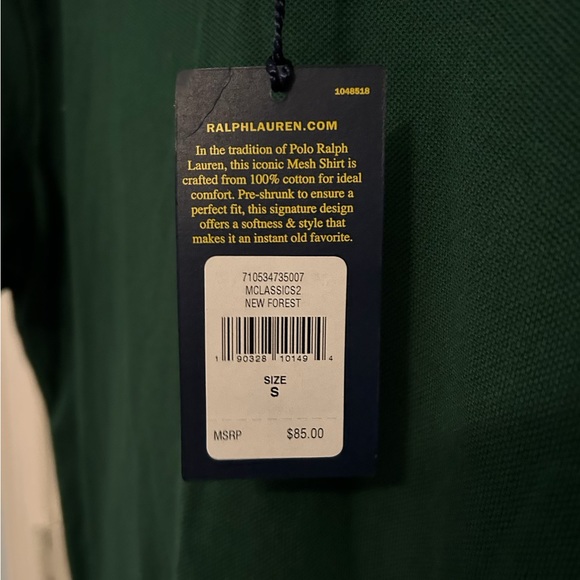 1048518
RALPHLAUREN.COM
In the tradition of Polo Ralph
Lauren, this iconic Mesh Shirt is
crafted from 100% cotton for ideal
comfort. Pre-shrunk to ensure a
perfect fit, this signature design
offers a softness & style that
makes it an instant old favorite.
710534735007
MCLASSICS2
NEW FOREST
1 90328 10149 4
SIZE
S
MSRP $85.00